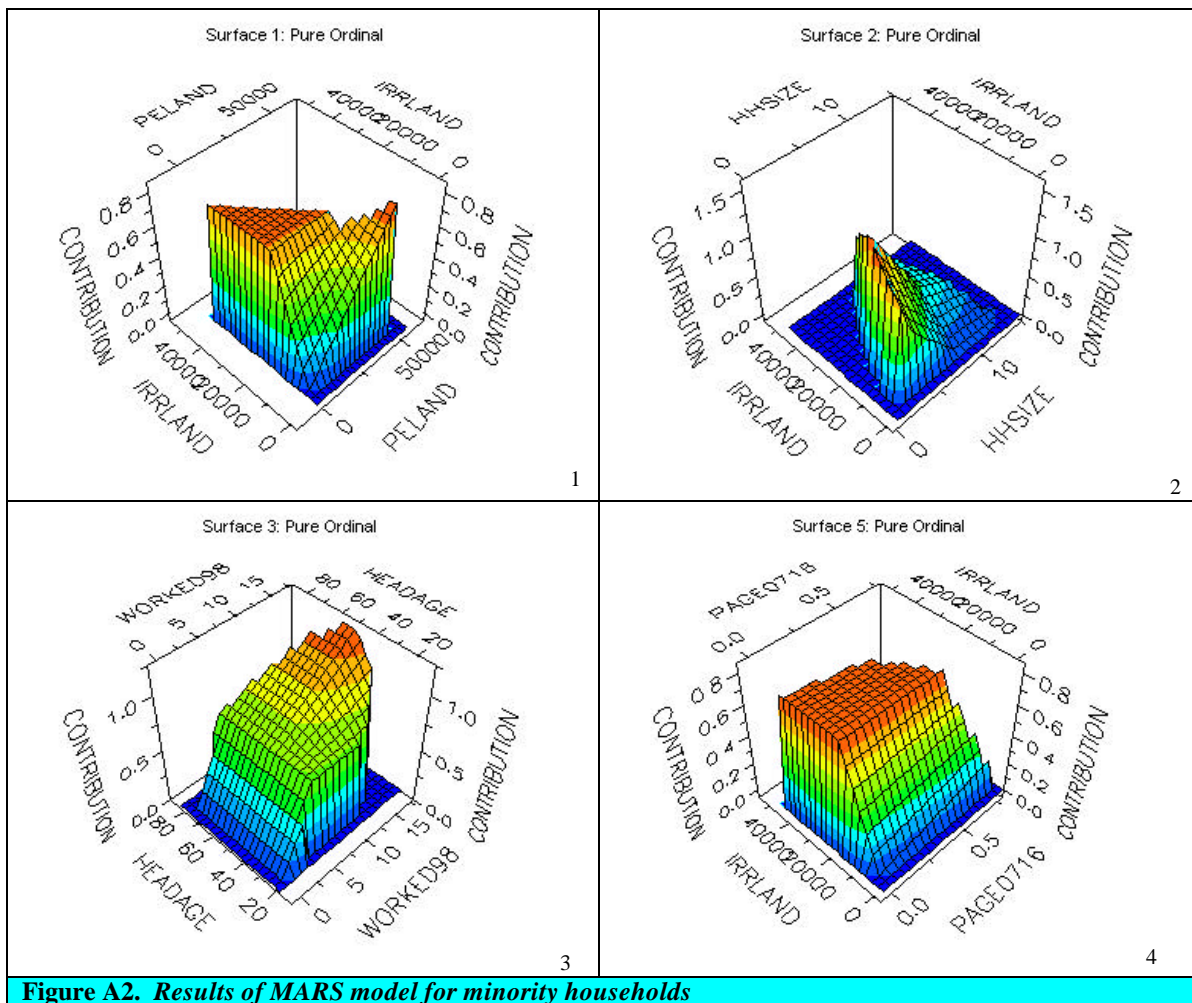 Surface 1: Pure Ordinal
PELAND
0
50000
IRRLAND
40000
20000
0
CONTRIBUTION
0.8
0.6
0.4
0.2
0.0
CONTRIBUTION
0.8
0.6
0.4
0.2
0.0
IRRLAND
40000
20000
0
PELAND
0
50000
1
Surface 2: Pure Ordinal
HHSIZE
0
10
IRRLAND
40000
20000
0
CONTRIBUTION
1.5
1.0
0.5
0.0
CONTRIBUTION
1.5
1.0
0.5
0.0
IRRLAND
40000
20000
0
HHSIZE
0
10
2
Surface 3: Pure Ordinal
WORKED98
0
5
10
15
HEADAGE
80
60
40
20
CONTRIBUTION
1.0
0.5
0.0
CONTRIBUTION
1.0
0.5
0.0
HEADAGE
80
60
40
20
WORKED98
0
5
10
15
3
Surface 5: Pure Ordinal
PAGE0716
0.0
0.5
IRRLAND
40000
20000
0
CONTRIBUTION
0.8
0.6
0.4
0.2
0.0
CONTRIBUTION
0.8
0.6
0.4
0.2
0.0
IRRLAND
40000
20000
0
PAGE0716
0.0
0.5
4
Figure A2. Results of MARS model for minority households